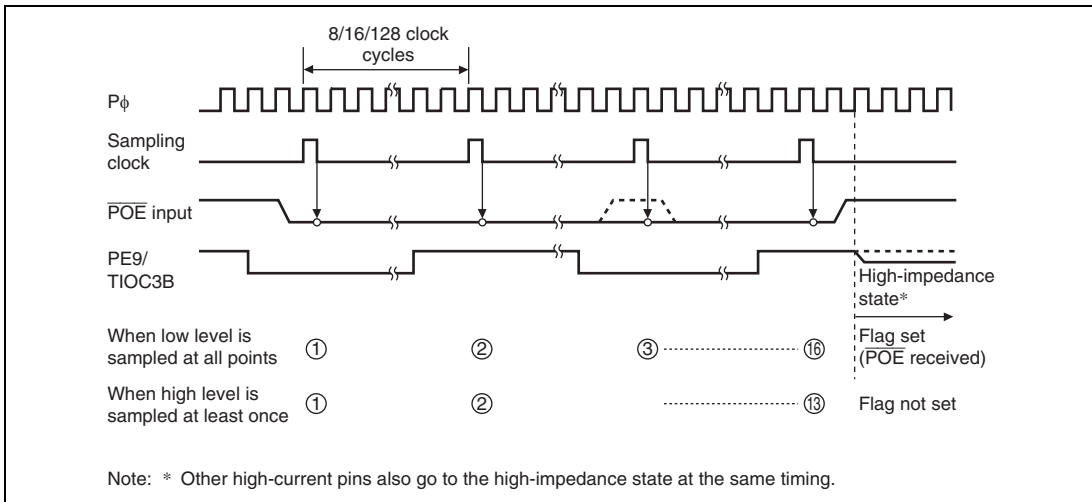 8/16/128 clock
cycles
Pϕ
Sampling
clock
POE input
PE9/
TIOC3B
High-impedance
state*
When low level is
sampled at all points
① ② ③ ⑯
Flag set
(POE received)
When high level is
sampled at least once
① ② ⑬
Flag not set
Note: * Other high-current pins also go to the high-impedance state at the same timing.